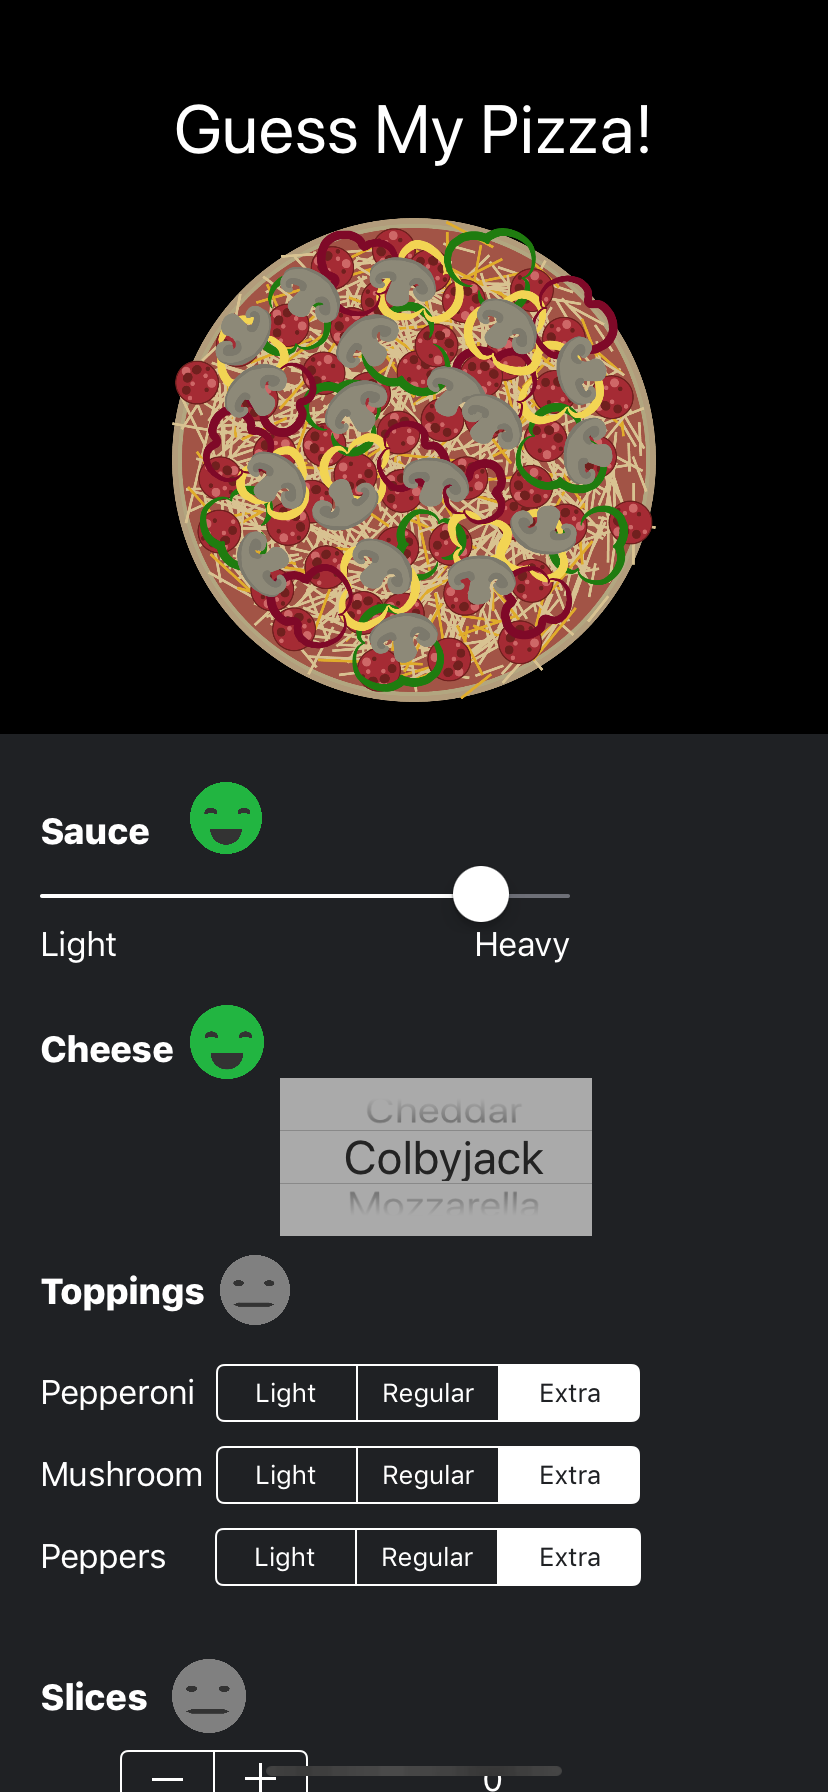 Guess My Pizza!
Sauce
Light Heavy
Cheese
Cheddar
Colbyjack
Mozzarella
Toppings
Pepperoni Light Regular Extra
Mushroom Light Regular Extra
Peppers Light Regular Extra
Slices
− + 0